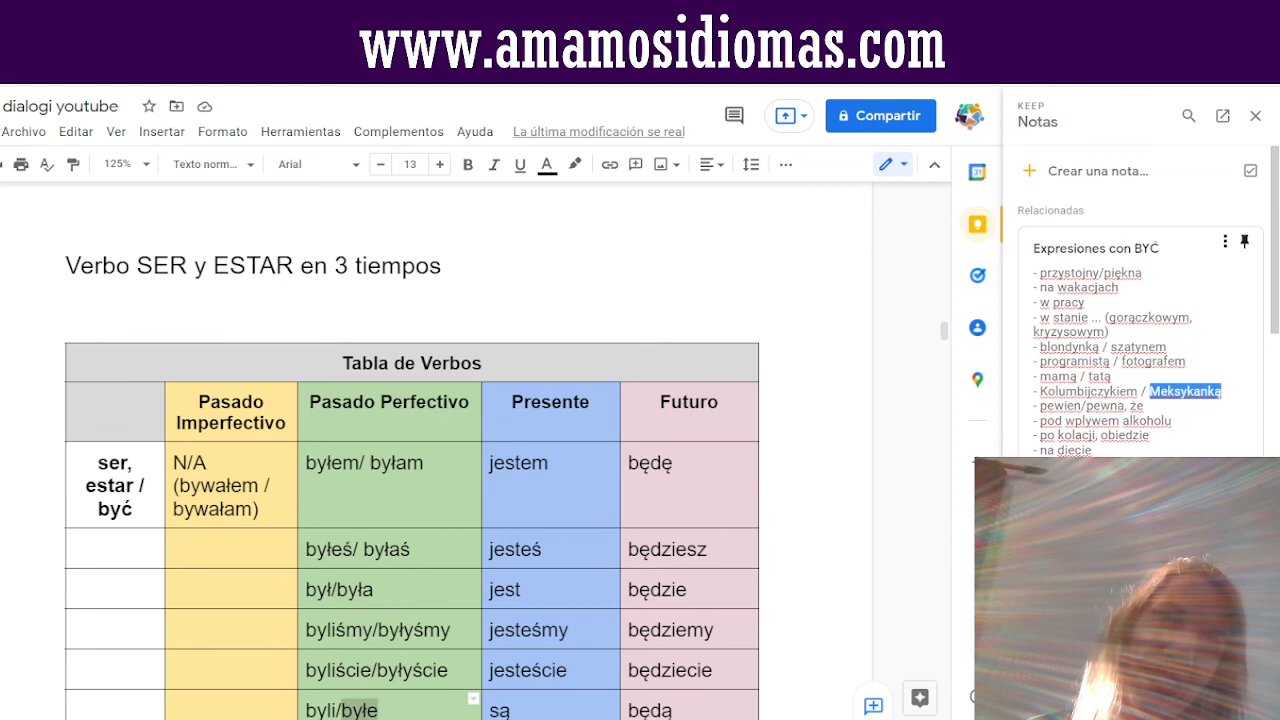 www.amamosidiomas.com
dialogi youtube
Archivo Editar Ver Insertar Formato Herramientas Complementos Ayuda La última modificación se real
Compartir
125% Texto norm... Arial 13 B I U A
KEEP
Notas
Crear una nota...
Relacionadas
Expresiones con BYĆ
- przystojny/piękna
- na wakacjach
- w pracy
- w stanie ... (gorączkowym,
kryzysowym)
- blondynką / szatynem
- programistą / fotografem
- mamą / tatą
- Kolumbijczykiem / Meksykanką
- pewien/pewna, że
- pod wplywem alkoholu
- po kolacji, obiedzie
- na diecie
31
Verbo SER y ESTAR en 3 tiempos
Tabla de Verbos
Pasado Imperfectivo Pasado Perfectivo Presente Futuro
ser, estar / być N/A (bywałem / bywałam) byłem/ byłam jestem będę
byłeś/ byłaś jesteś będziesz
był/była jest będzie
byliśmy/byłyśmy jesteśmy będziemy
byliście/byłyście jesteście będziecie
byli/byłe są będą